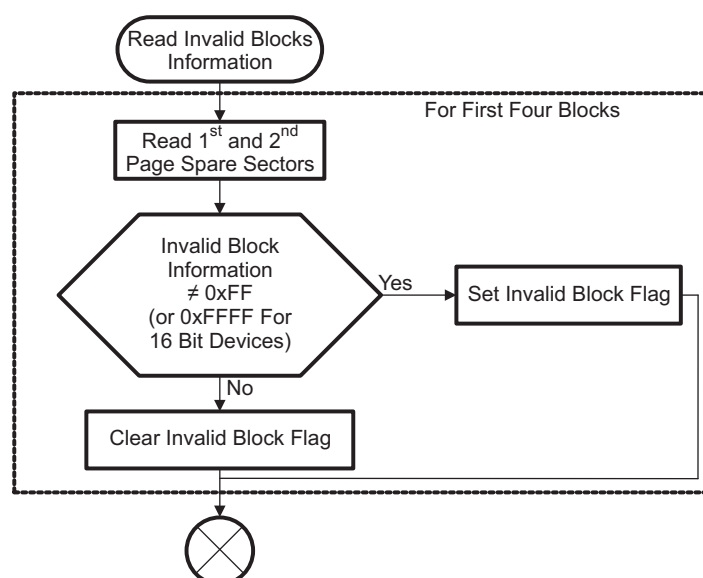 Read Invalid Blocks
Information
For First Four Blocks
Read 1st and 2nd
Page Spare Sectors
Invalid Block
Information
≠ 0xFF
(or 0xFFFF For
16 Bit Devices)
Yes
Set Invalid Block Flag
No
Clear Invalid Block Flag